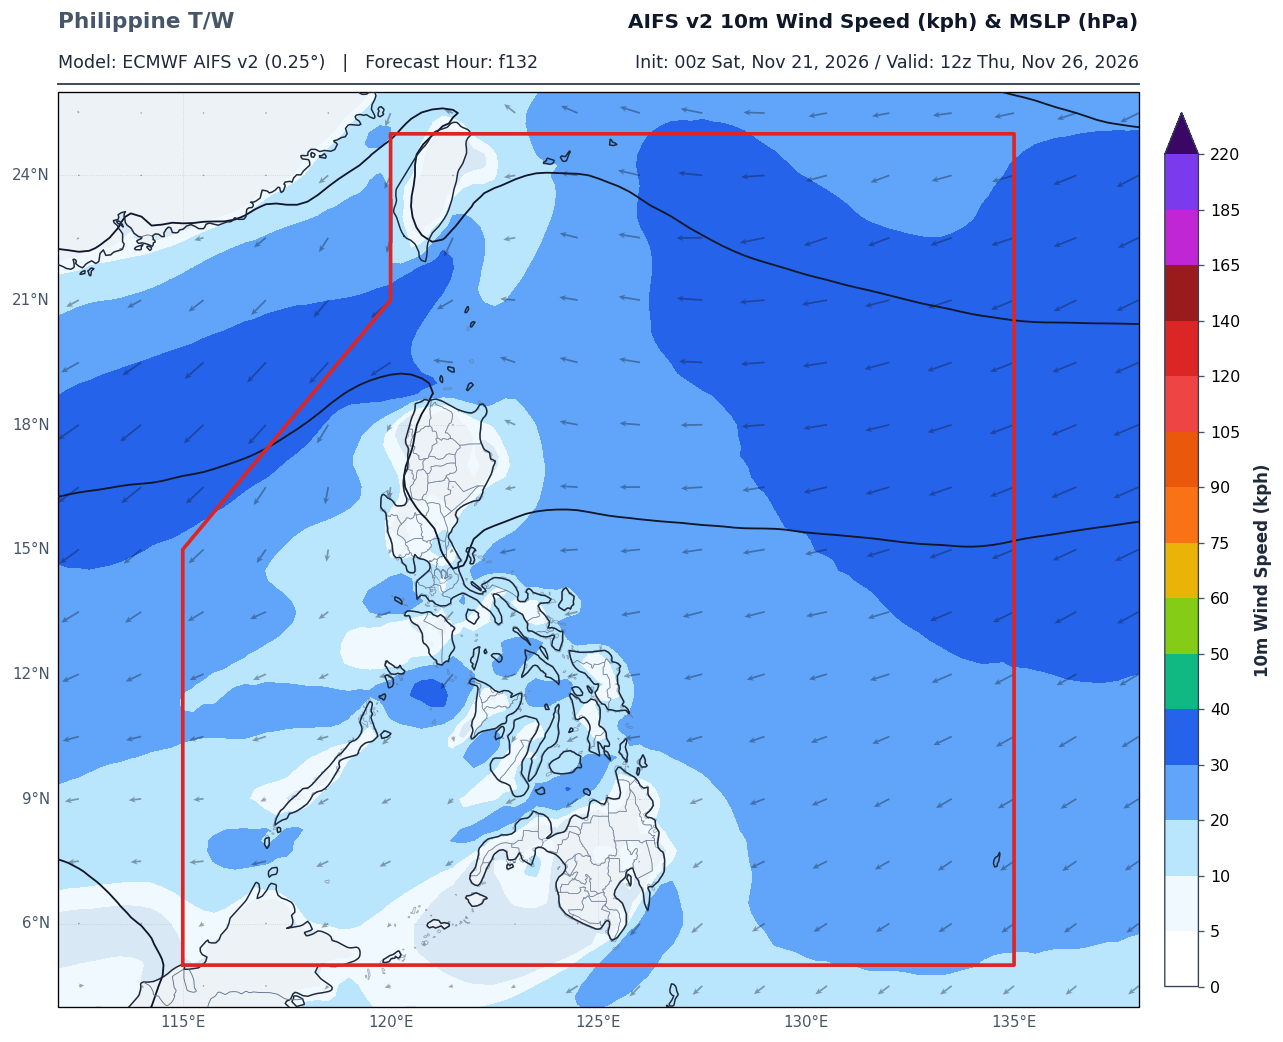 Philippine T/W
AIFS v2 10m Wind Speed (kph) & MSLP (hPa)
Model: ECMWF AIFS v2 (0.25°) | Forecast Hour: f132
Init: 00z Sat, Nov 21, 2026 / Valid: 12z Thu, Nov 26, 2026
24°N
21°N
18°N
15°N
12°N
9°N
6°N
115°E
120°E
125°E
130°E
135°E
220
185
165
140
120
105
90
75
60
50
40
30
20
10
5
0
10m Wind Speed (kph)